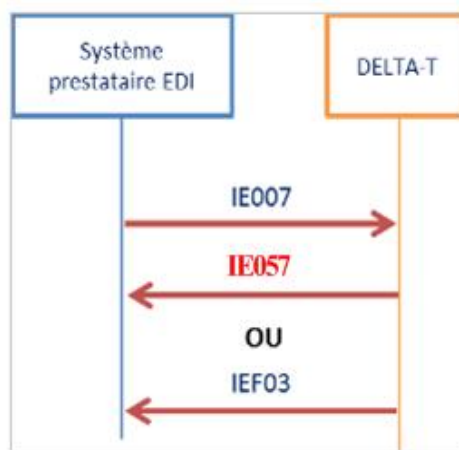 Système
prestataire EDI
DELTA-T
IE007
IE057
OU
IEF03